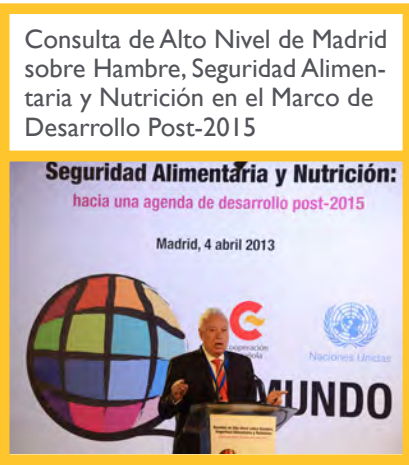 Consulta de Alto Nivel de Madrid
sobre Hambre, Seguridad Alimen-
taria y Nutrición en el Marco de
Desarrollo Post-2015
Seguridad Alimentaria y Nutrición:
hacia una agenda de desarrollo post-2015
Madrid, 4 abril 2013
Naciones Unidas
MUNDO